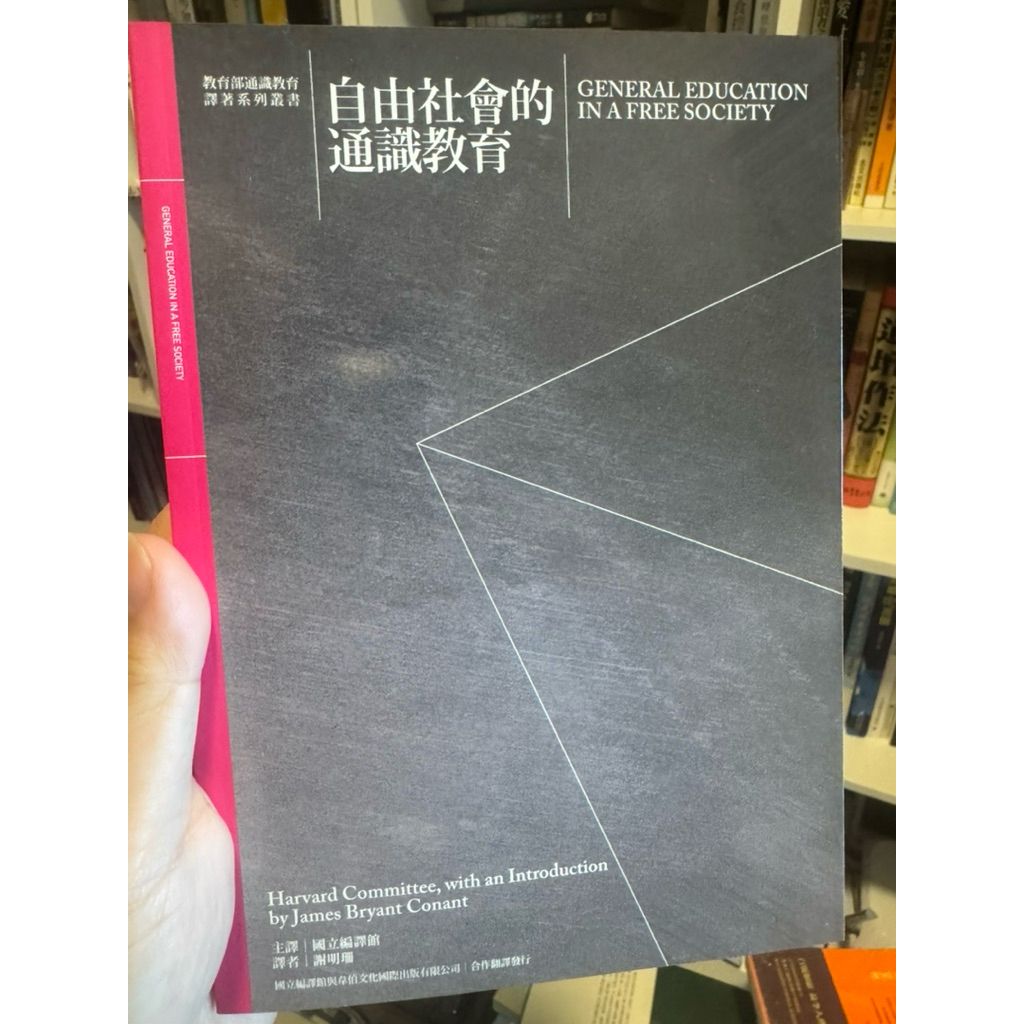 教育部通識教育
譯著系列叢書
自由社會的
通識教育
GENERAL EDUCATION
IN A FREE SOCIETY
GENERAL EDUCATION IN A FREE SOCIETY
Harvard Committee, with an Introduction
by James Bryant Conant
主譯 | 國立編譯館
譯者 | 謝明珊
國立編譯館與韋伯文化國際出版有限公司 | 合作翻譯發行